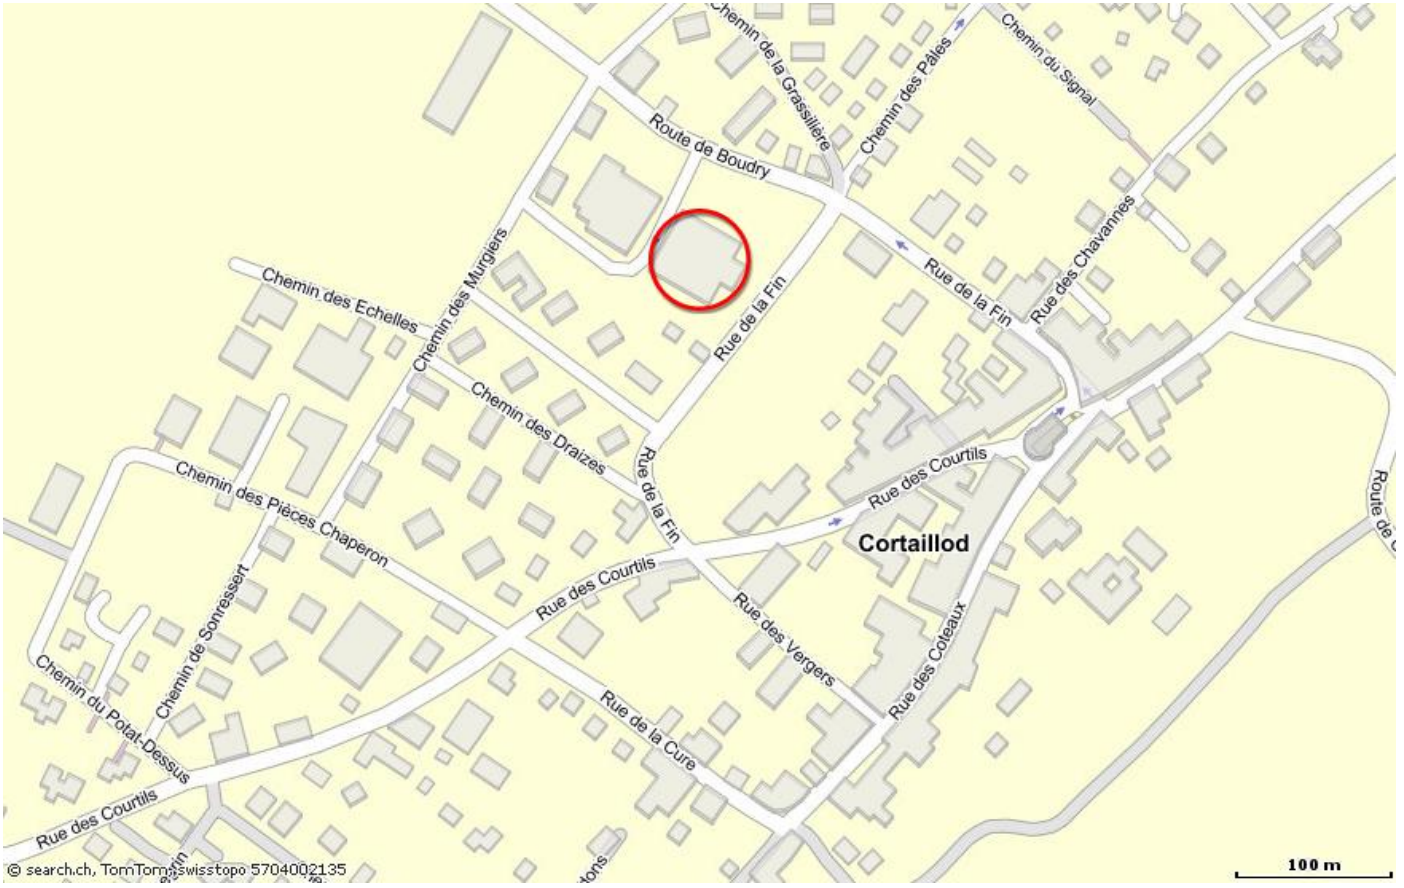 Chemin de la Grassilière
Chemin des Pâles
Chemin du Signal
Route de Boudry
Rue des Chavannes
Chemin des Murgiers
Chemin des Echelles
Rue de la Fin
Rue de la Fin
Chemin des Draizes
Rue de la Fin
Rue des Courtils
Route de
Chemin des Pièces Chaperon
Cortaillod
Rue des Courtils
Chemin de Sonressert
Rue des Vergers
Rue des Coteaux
Chemin du Potat-Dessus
Rue de la Cure
Rue des Courtils
© search.ch, TomTom, swisstopo 5704002135
100 m